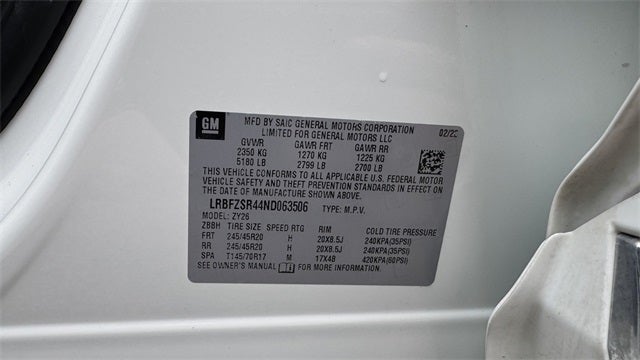 GM
MFD BY SAIC GENERAL MOTORS CORPORATION
LIMITED FOR GENERAL MOTORS LLC
GVWR GAWR FRT GAWR RR
2350 KG 1270 KG 1225 KG
5180 LB 2799 LB 2700 LB
THIS VEHICLE CONFORMS TO ALL APPLICABLE U.S. FEDERAL MOTOR
VEHICLE SAFETY AND THEFT PREVENTION STANDARDS IN EFFECT ON
THE DATE OF MANUFACTURE SHOWN ABOVE.
LRBFZSR44ND063506 TYPE: M.P.V.
MODEL: ZY26
ZBBH TIRE SIZE SPEED RTG RIM COLD TIRE PRESSURE
FRT 245/45R20 H 20X8.5J 240KPA(35PSI)
RR 245/45R20 H 20X8.5J 240KPA(35PSI)
SPA T145/70R17 M 17X4B 420KPA(60PSI)
SEE OWNER'S MANUAL FOR MORE INFORMATION.